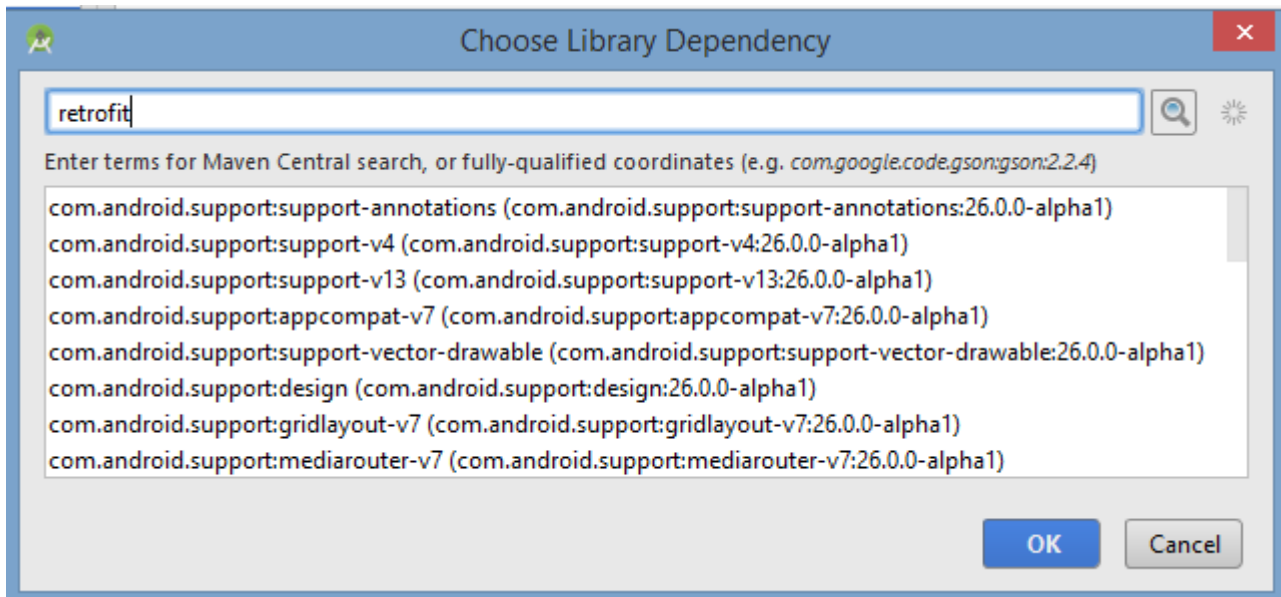 Choose Library Dependency
retrofit
Enter terms for Maven Central search, or fully-qualified coordinates (e.g. com.google.code.gson:gson:2.2.4)
com.android.support:support-annotations (com.android.support:support-annotations:26.0.0-alpha1)
com.android.support:support-v4 (com.android.support:support-v4:26.0.0-alpha1)
com.android.support:support-v13 (com.android.support:support-v13:26.0.0-alpha1)
com.android.support:appcompat-v7 (com.android.support:appcompat-v7:26.0.0-alpha1)
com.android.support:support-vector-drawable (com.android.support:support-vector-drawable:26.0.0-alpha1)
com.android.support:design (com.android.support:design:26.0.0-alpha1)
com.android.support:gridlayout-v7 (com.android.support:gridlayout-v7:26.0.0-alpha1)
com.android.support:mediarouter-v7 (com.android.support:mediarouter-v7:26.0.0-alpha1)
OK Cancel